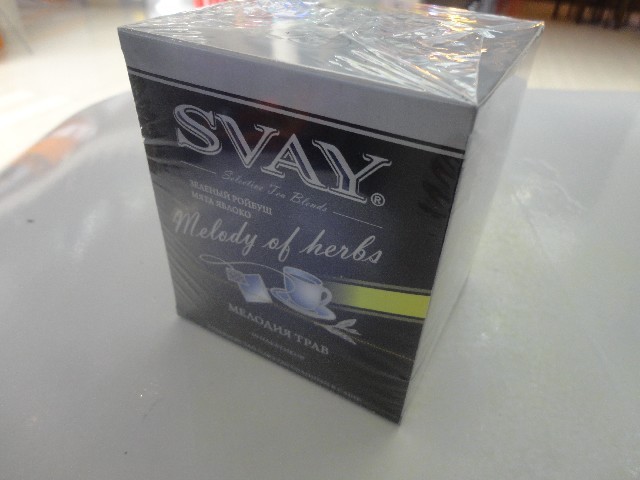 SVAY®
Selective Tea Blends
ЗЕЛЕНЫЙ РОЙБУШ
МЯТА ЯБЛОКО
Melody of herbs
МЕЛОДИЯ ТРАВ